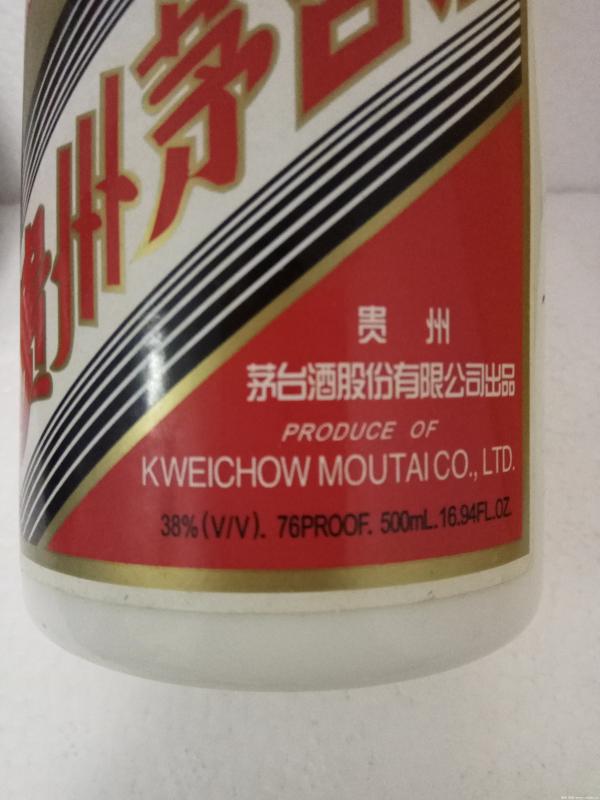 贵州茅台
贵 州
茅台酒股份有限公司出品
PRODUCE OF
KWEICHOW MOUTAI CO., LTD.
38%(V/V). 76PROOF. 500mL.16.94FL.OZ.